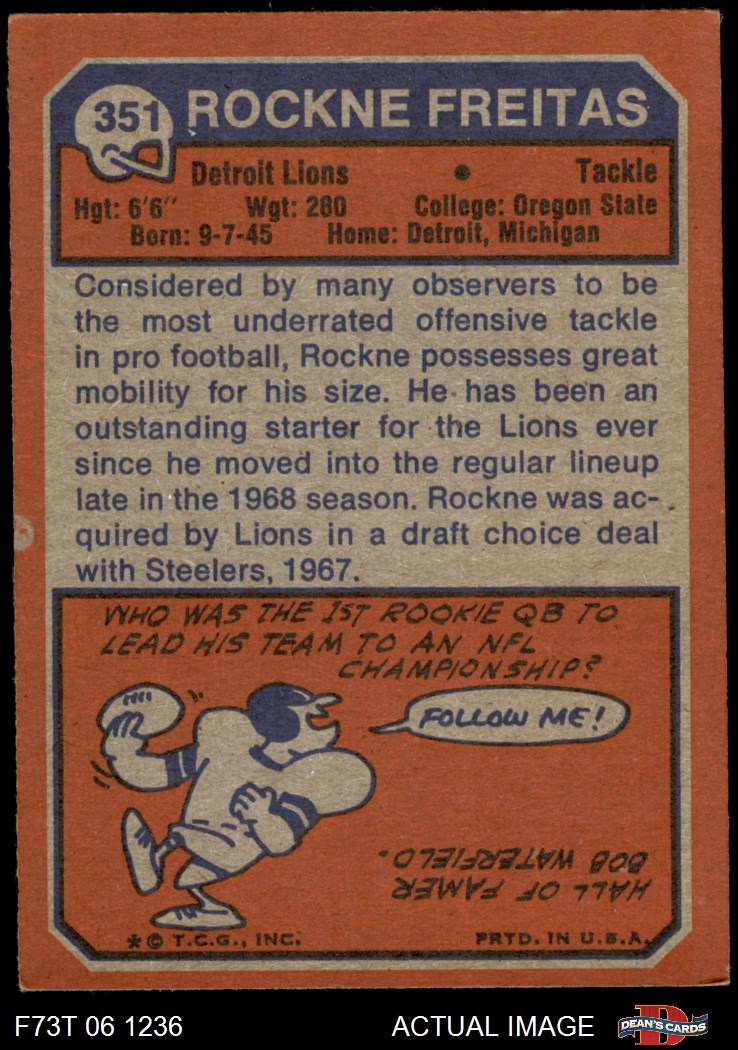 351 ROCKNE FREITAS
Detroit Lions • Tackle
Hgt: 6'6" Wgt: 280 College: Oregon State
Born: 9-7-45 Home: Detroit, Michigan
Considered by many observers to be
the most underrated offensive tackle
in pro football, Rockne possesses great
mobility for his size. He has been an
outstanding starter for the Lions ever
since he moved into the regular lineup
late in the 1968 season. Rockne was ac-
quired by Lions in a draft choice deal
with Steelers, 1967.
WHO WAS THE 1ST ROOKIE QB TO
LEAD HIS TEAM TO AN NFL
CHAMPIONSHIP?
FOLLOW ME!
HALL OF FAMER
BOB WATERFIELD.
* © T.C.G., INC. PRTD. IN U.S.A.
F73T 06 1236 ACTUAL IMAGE D DEAN'S CARDS